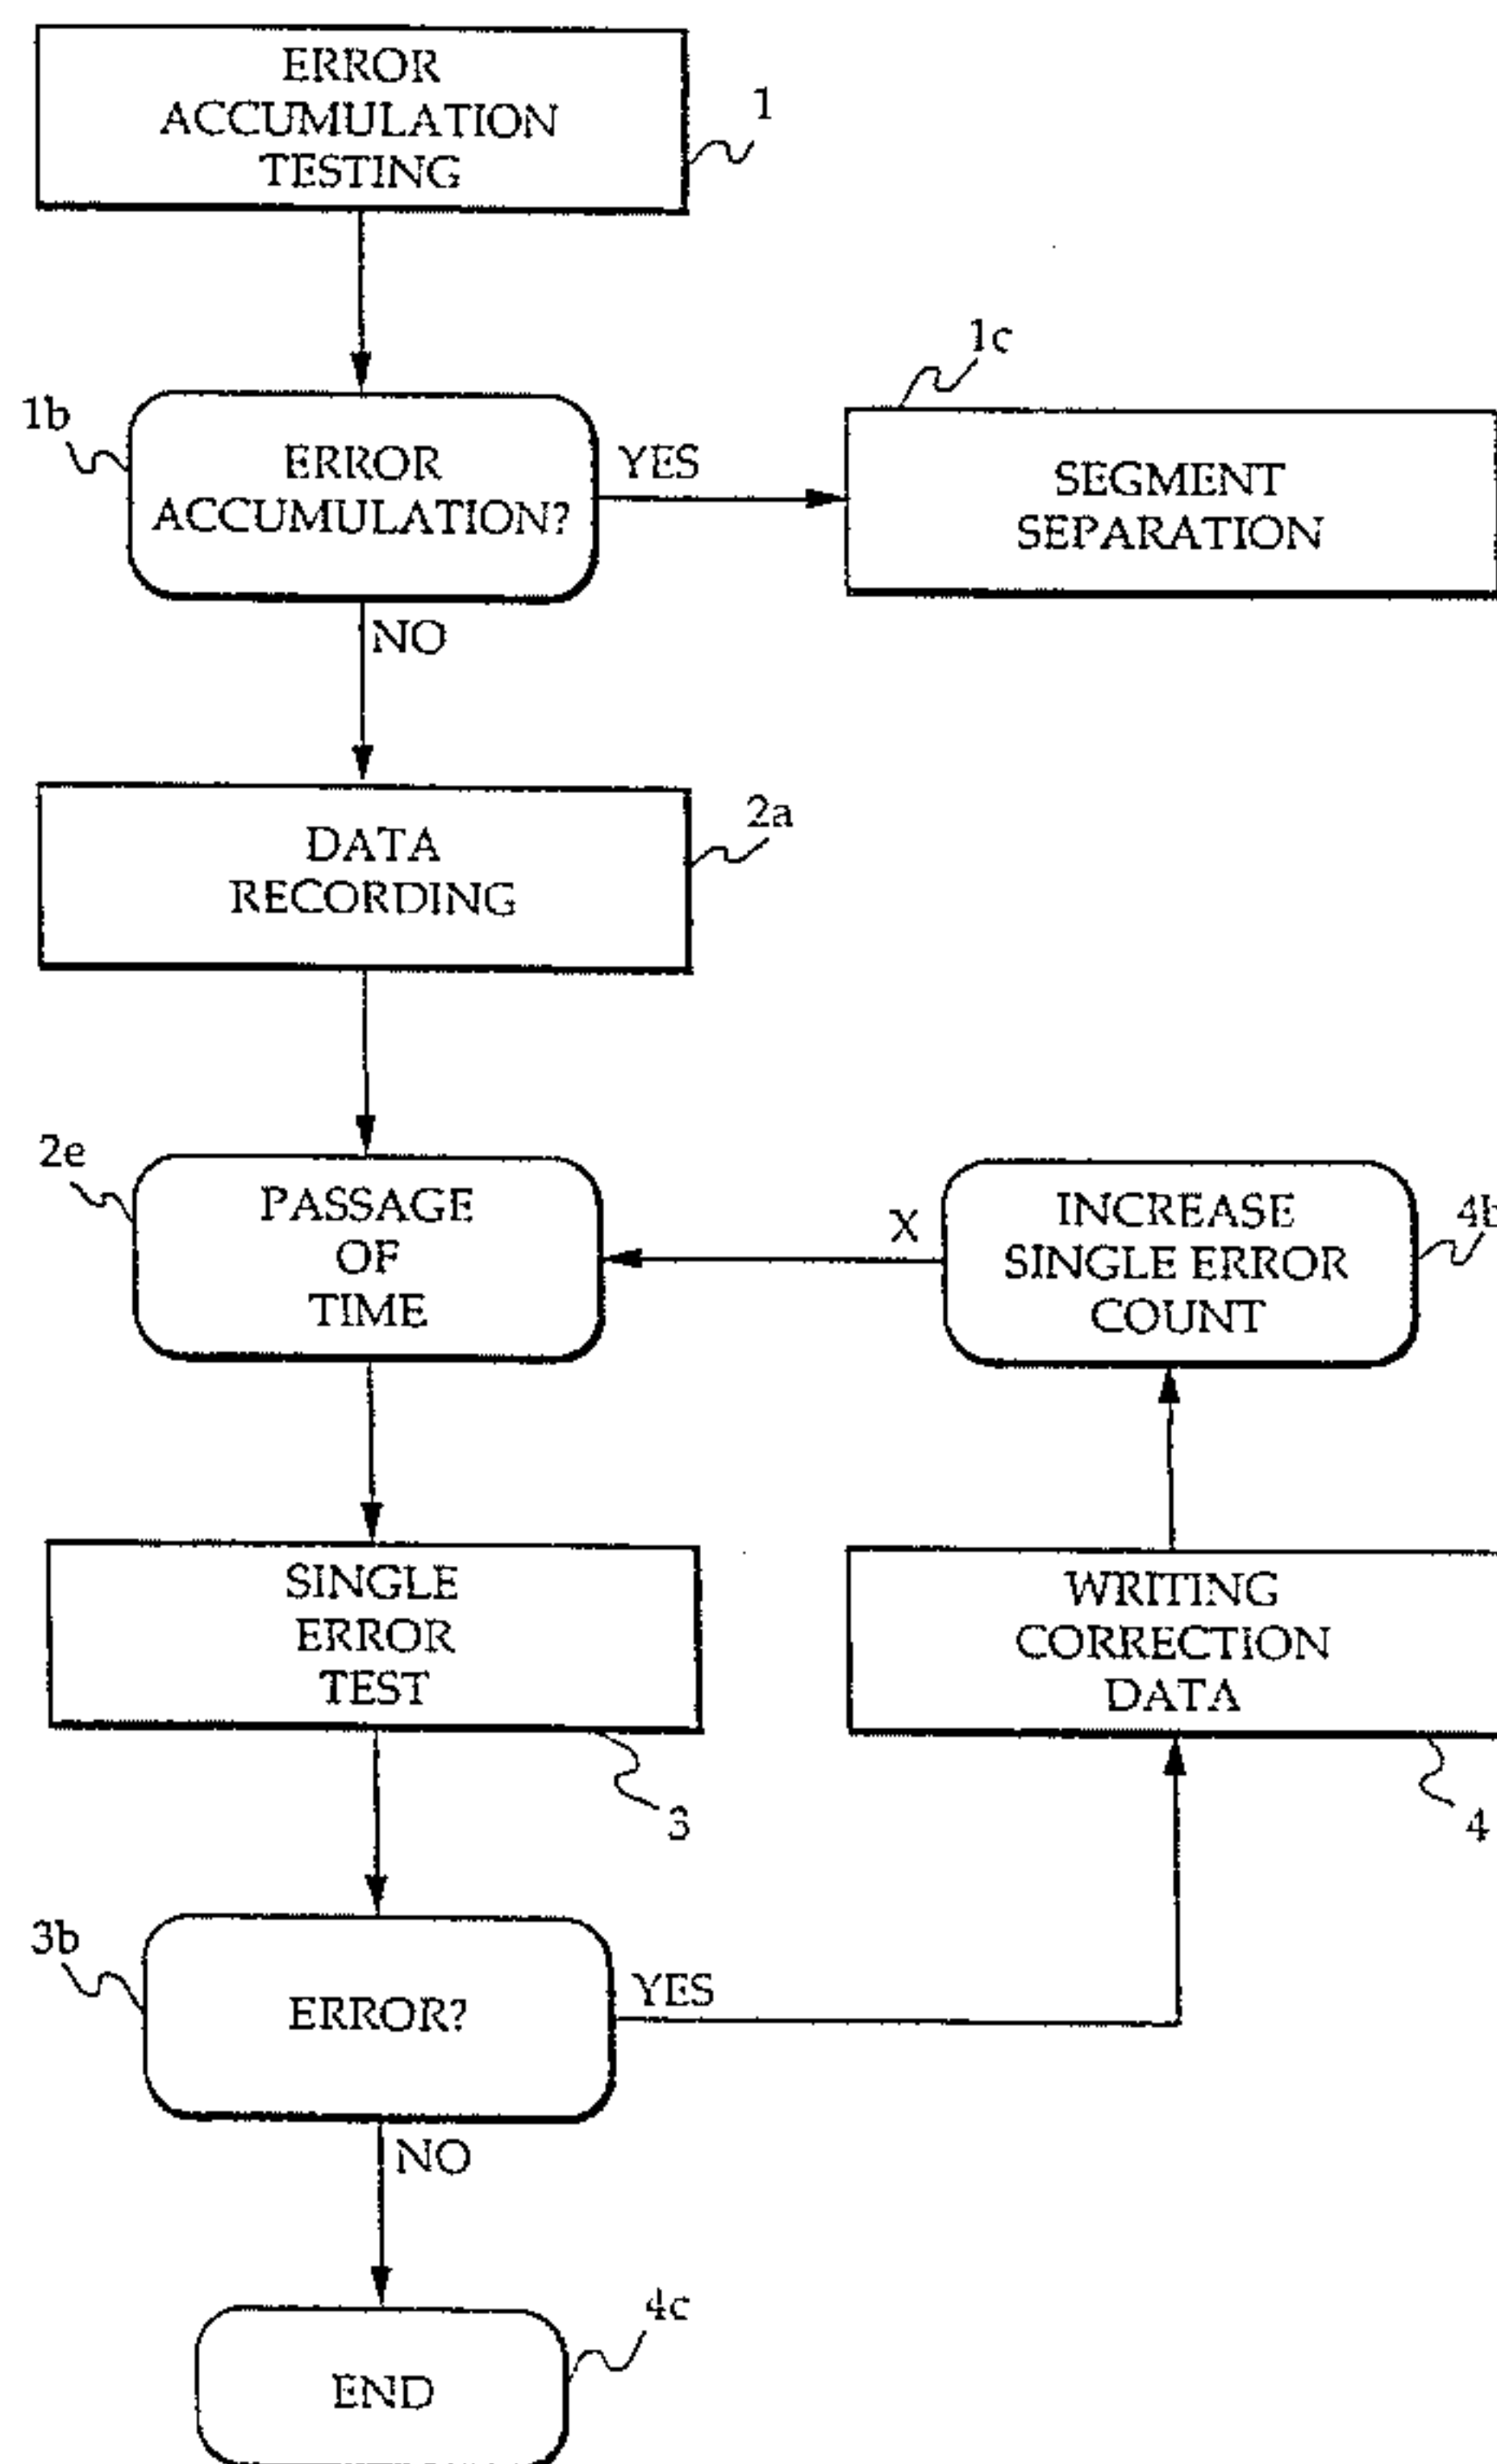 ERROR
ACCUMULATION
TESTING
1
1c
1b
ERROR
ACCUMULATION?
YES
SEGMENT
SEPARATION
NO
2a
DATA
RECORDING
2e
PASSAGE
OF
TIME
X
INCREASE
SINGLE ERROR
COUNT
4b
SINGLE
ERROR
TEST
WRITING
CORRECTION
DATA
3
4
3b
ERROR?
YES
NO
4c
END